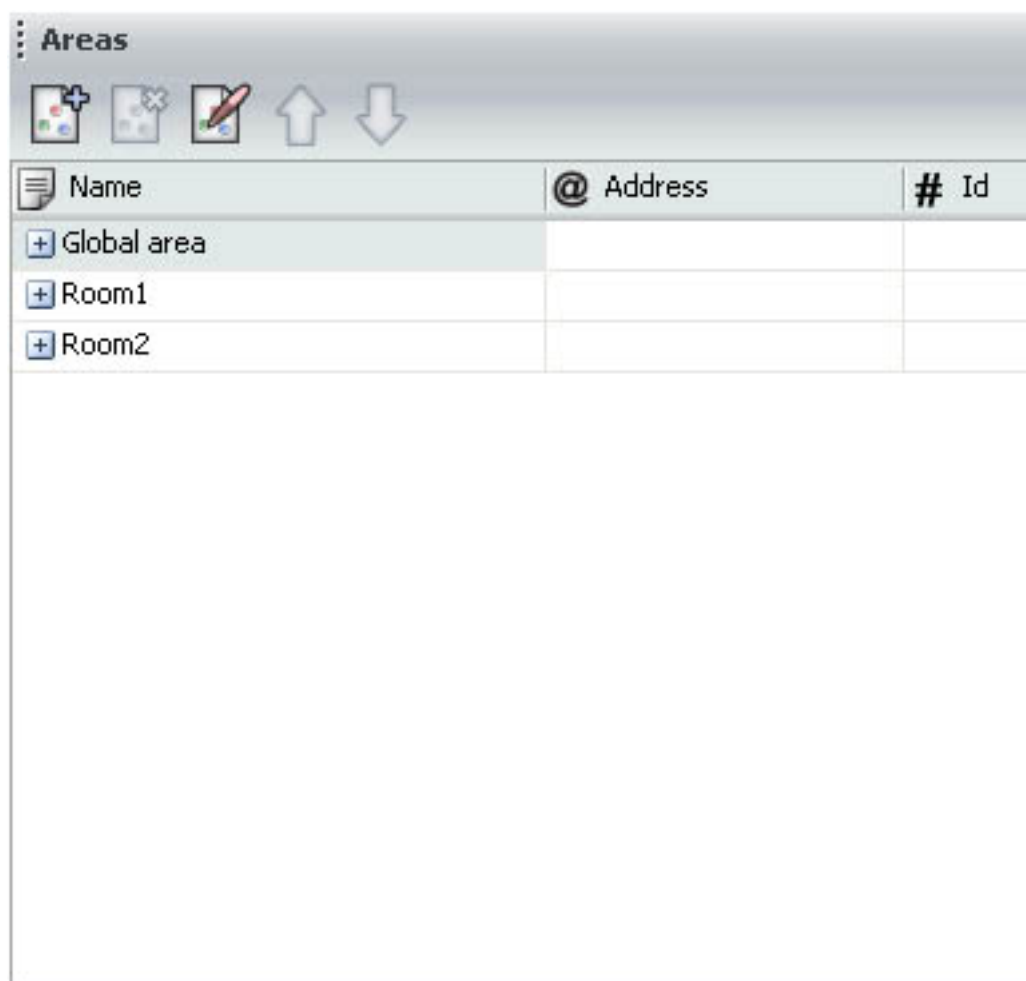 Areas
Name @ Address # Id
Global area
Room1
Room2